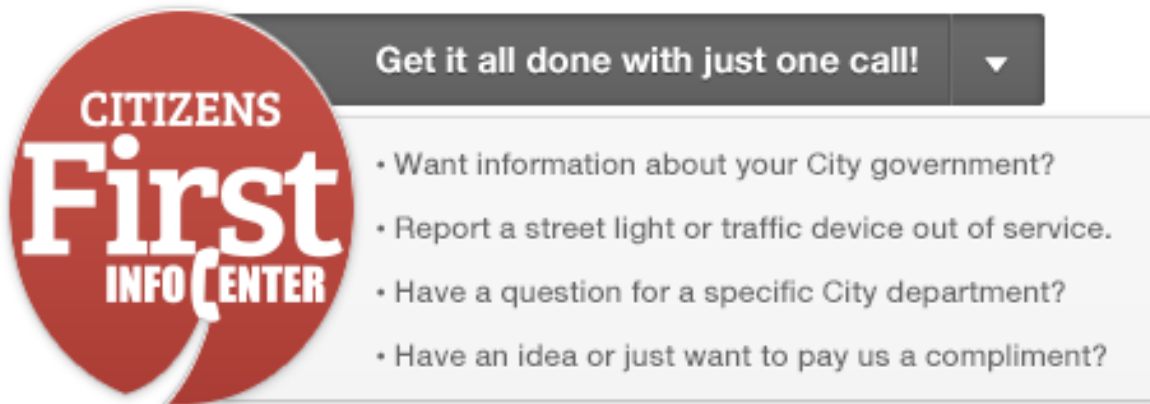 CITIZENS
First
INFO CENTER
Get it all done with just one call!
• Want information about your City government?
• Report a street light or traffic device out of service.
• Have a question for a specific City department?
• Have an idea or just want to pay us a compliment?